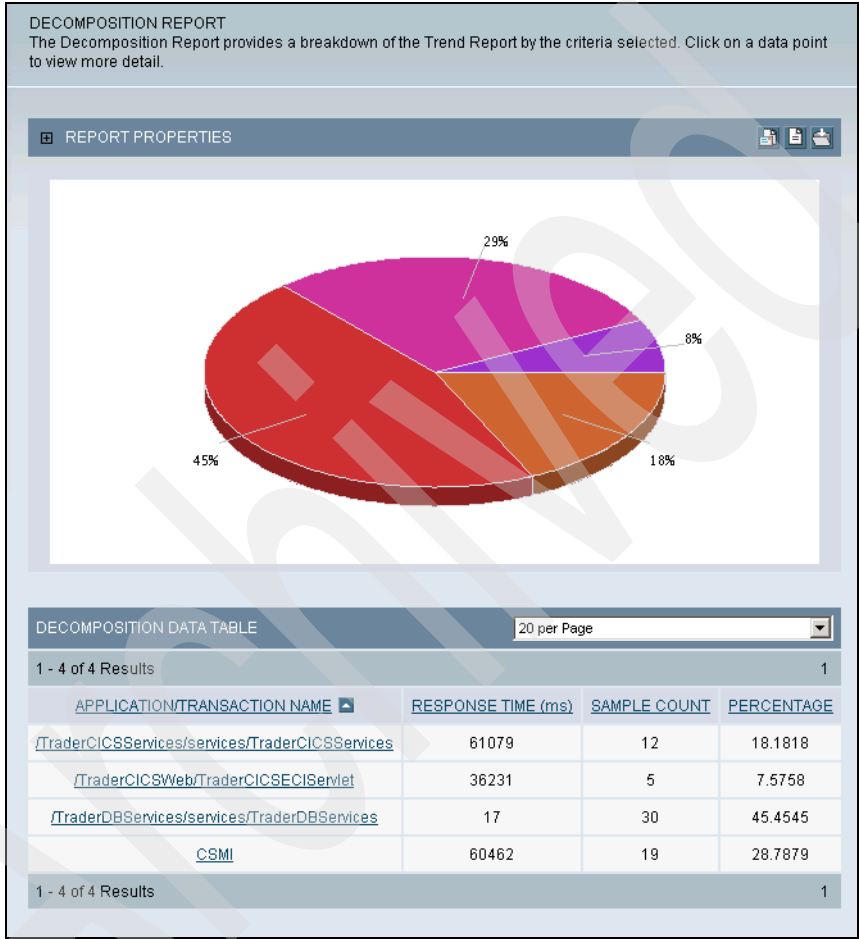 DECOMPOSITION REPORT
The Decomposition Report provides a breakdown of the Trend Report by the criteria selected. Click on a data point
to view more detail.
REPORT PROPERTIES
29%
8%
45%
18%
DECOMPOSITION DATA TABLE 20 per Page
1 - 4 of 4 Results 1
APPLICATION/TRANSACTION NAME RESPONSE TIME (ms) SAMPLE COUNT PERCENTAGE
/TraderCICSServices/services/TraderCICSServices 61079 12 18.1818
/TraderCICSWeb/TraderCICSECIServlet 36231 5 7.5758
/TraderDBServices/services/TraderDBServices 17 30 45.4545
CSMI 60462 19 28.7879
1 - 4 of 4 Results 1
Archived